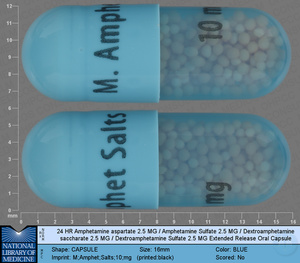 M. Amphet
10 m
phet Salts
mg
12
11
10
9
8
7
6
5
4
3
2
1
0
mm
0 1 2 3 4 5 6 7 8 9 10 11 12 13 14 15 16
NATIONAL
LIBRARY OF
MEDICINE
24 HR Amphetamine aspartate 2.5 MG / Amphetamine Sulfate 2.5 MG / Dextroamphetamine
saccharate 2.5 MG / Dextroamphetamine Sulfate 2.5 MG Extended Release Oral Capsule
Shape: CAPSULE Size: 16mm Color: BLUE
Imprint: M;Amphet,Salts;10;mg (printed:black) Scored: No